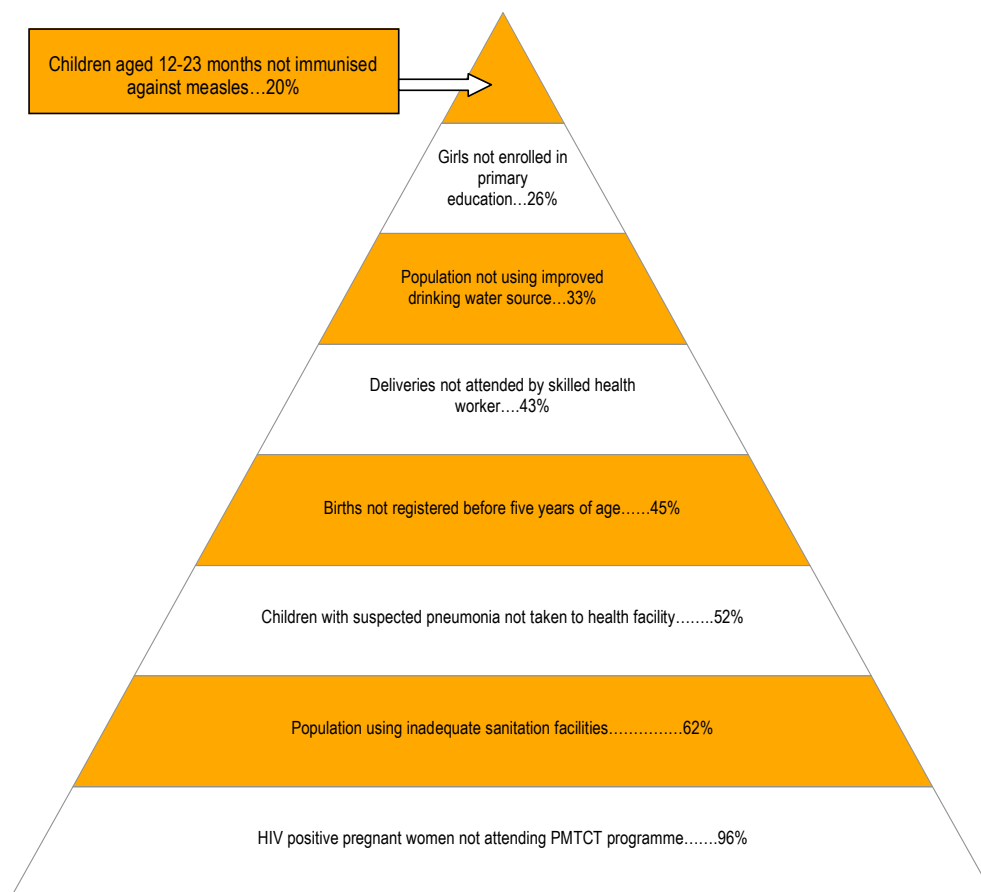 Children aged 12-23 months not immunised
against measles…20%
Girls not enrolled in
primary
education…26%
Population not using improved
drinking water source…33%
Deliveries not attended by skilled health
worker….43%
Births not registered before five years of age……45%
Children with suspected pneumonia not taken to health facility……..52%
Population using inadequate sanitation facilities…………..…62%
HIV positive pregnant women not attending PMTCT programme…….96%